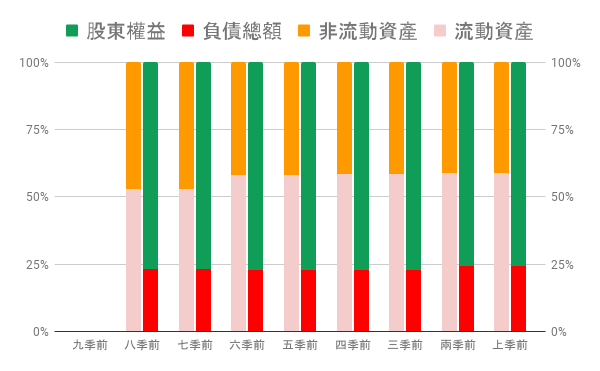 股東權益 負債總額 非流動資產 流動資產
100% 100%
75% 75%
50% 50%
25% 25%
0% 0%
九季前 八季前 七季前 六季前 五季前 四季前 三季前 兩季前 上季前